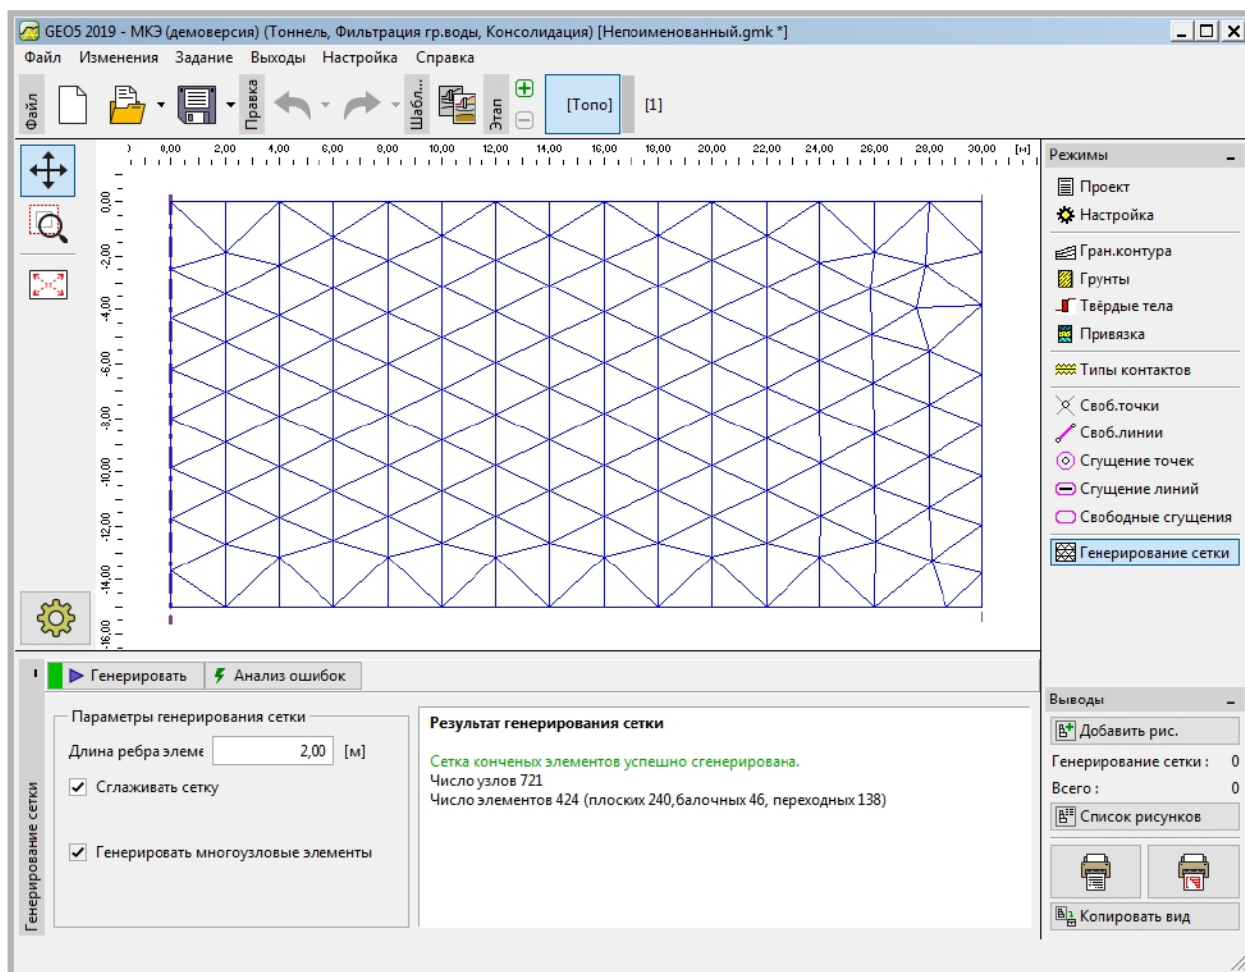 GEO5 2019 - МКЭ (демоверсия) (Тоннель, Фильтрация гр.воды, Консолидация) [Непоименованный.gmk *]
Файл Изменения Задание Выходы Настройка Справка
Файл
Правка
Шабл...
Этап
[Топо] [1]
0,00 2,00 4,00 6,00 8,00 10,00 12,00 14,00 16,00 18,00 20,00 22,00 24,00 26,00 28,00 30,00 [м]
0,00
-2,00
-4,00
-6,00
-8,00
-10,00
-12,00
-14,00
-16,00
Режимы
Проект
Настройка
Гран.контура
Грунты
Твёрдые тела
Привязка
Типы контактов
Своб.точки
Своб.линии
Сгущение точек
Сгущение линий
Свободные сгущения
Генерирование сетки
Генерировать Анализ ошибок
Генерирование сетки
Параметры генерирования сетки
Длина ребра элеме 2,00 [м]
Сглаживать сетку
Генерировать многоузловые элементы
Результат генерирования сетки
Сетка конченых элементов успешно сгенерирована.
Число узлов 721
Число элементов 424 (плоских 240,балочных 46, переходных 138)
Выводы
Добавить рис.
Генерирование сетки : 0
Всего : 0
Список рисунков
Копировать вид